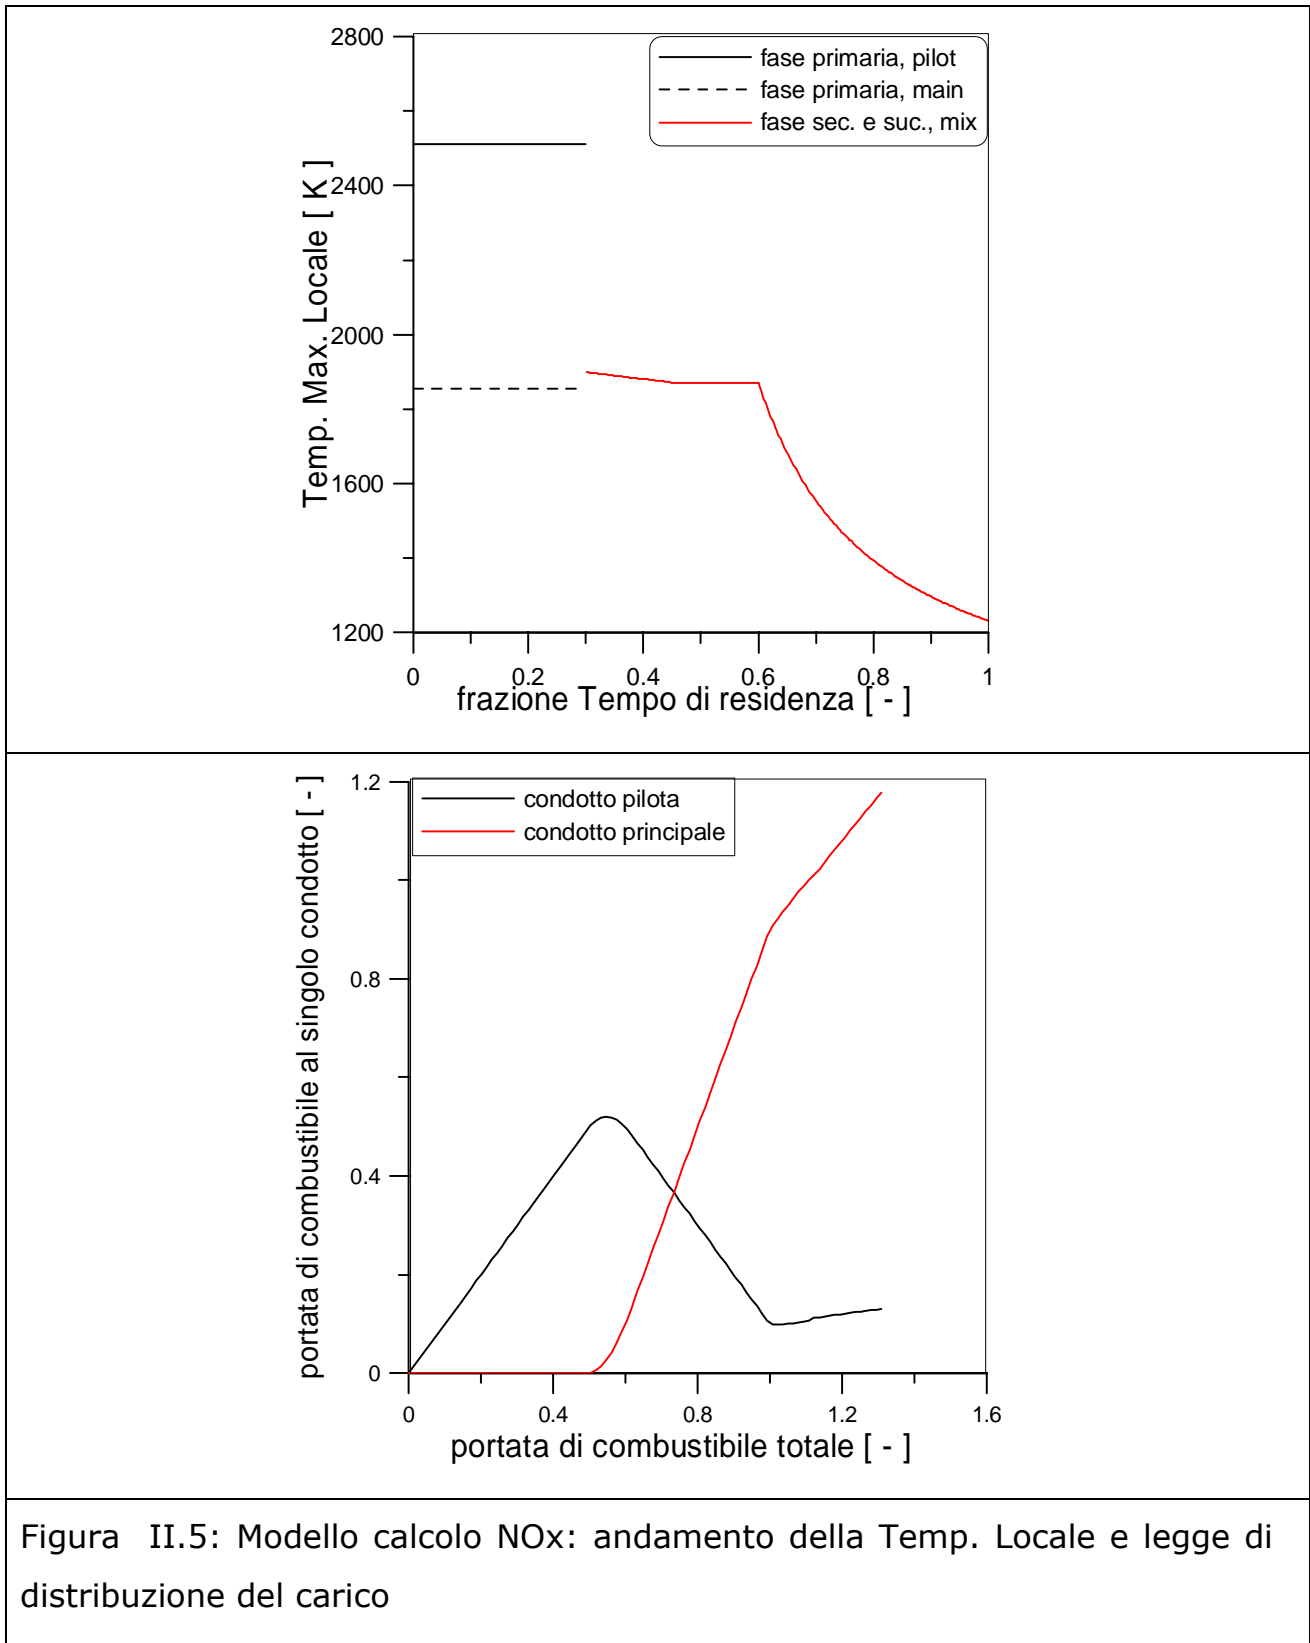 2800
2400
2000
1600
1200
Temp. Max. Locale [ K ]
fase primaria, pilot
fase primaria, main
fase sec. e suc., mix
0 0.2 0.4 0.6 0.8 1
frazione Tempo di residenza [ - ]
1.2
0.8
0.4
0
portata di combustibile al singolo condotto [ - ]
condotto pilota
condotto principale
0 0.4 0.8 1.2 1.6
portata di combustibile totale [ - ]
Figura II.5: Modello calcolo NOx: andamento della Temp. Locale e legge di
distribuzione del carico